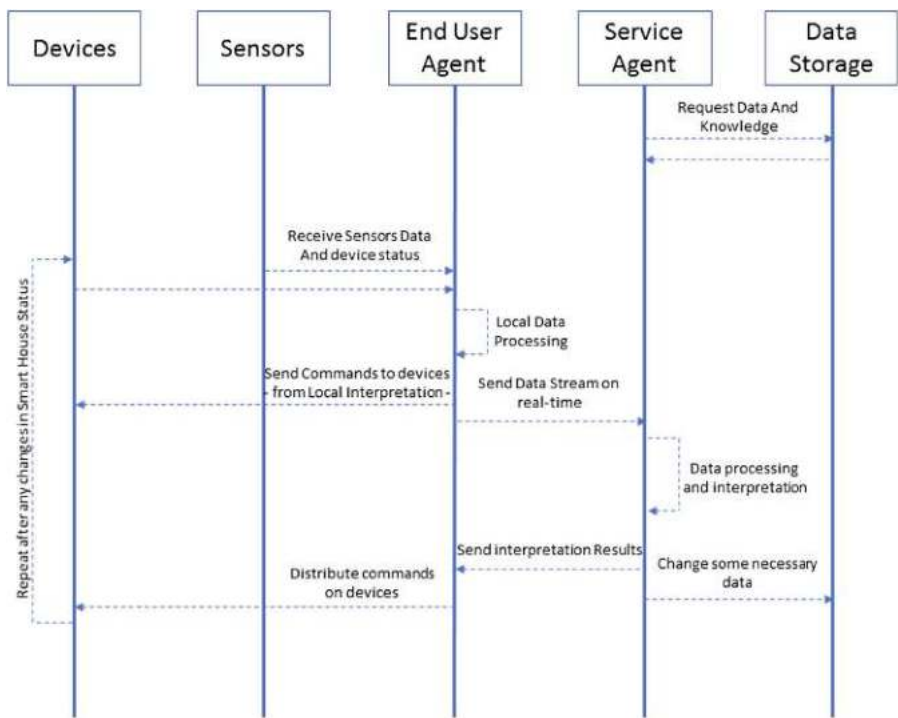 Devices
Sensors
End User
Agent
Service
Agent
Data
Storage
Request Data And
Knowledge
Receive Sensors Data
And device status
Local Data
Processing
Send Commands to devices
- from Local Interpretation -
Send Data Stream on
real-time
Data processing
and interpretation
Send interpretation Results
Change some necessary
data
Distribute commands
on devices
Repeat after any changes in Smart House Status